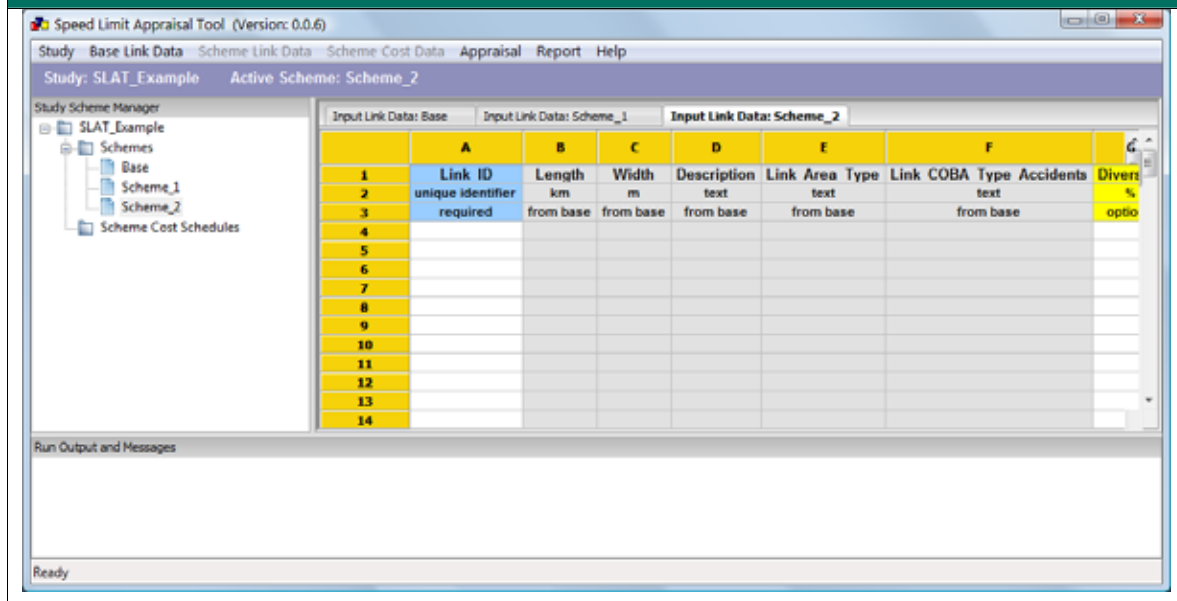 Speed Limit Appraisal Tool (Version: 0.0.6)
Study Base Link Data Scheme Link Data Scheme Cost Data Appraisal Report Help
Study: SLAT_Example Active Scheme: Scheme_2
Study Scheme Manager
SLAT_Example
Schemes
Base
Scheme_1
Scheme_2
Scheme Cost Schedules
Input Link Data: Base Input Link Data: Scheme_1 Input Link Data: Scheme_2
A B C D E F G
1 Link ID Length Width Description Link Area Type Link COBA Type Accidents Divers
2 unique identifier km m text text text %
3 required from base from base from base from base from base optio
4
5
6
7
8
9
10
11
12
13
14
Run Output and Messages
Ready